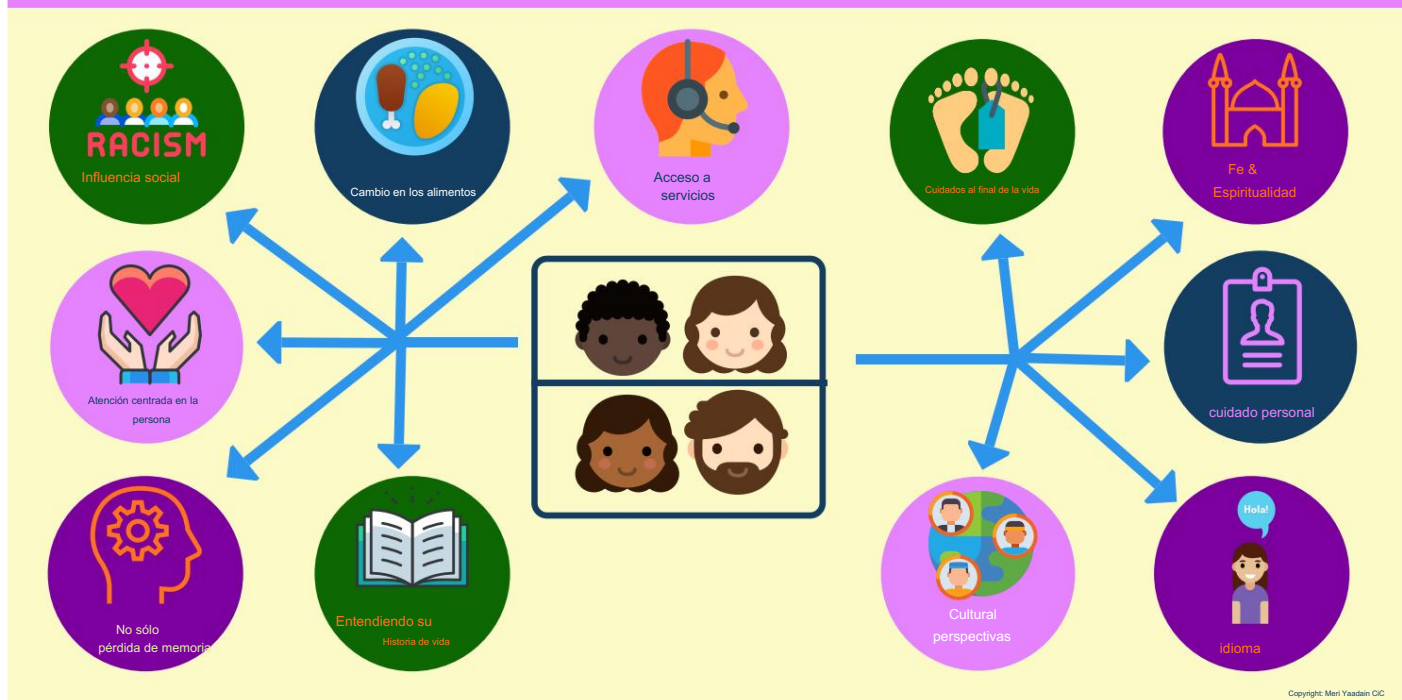 RACISM
Influencia social
Cambio en los alimentos
Acceso a
servicios
Cuidados al final de la vida
Fe &
Espiritualidad
Atención centrada en la
persona
cuidado personal
No sólo
pérdida de memoria
Entendiendo su
Historia de vida
Cultural
perspectivas
Hola!
idioma
Copyright: Meri Yaadain CiC